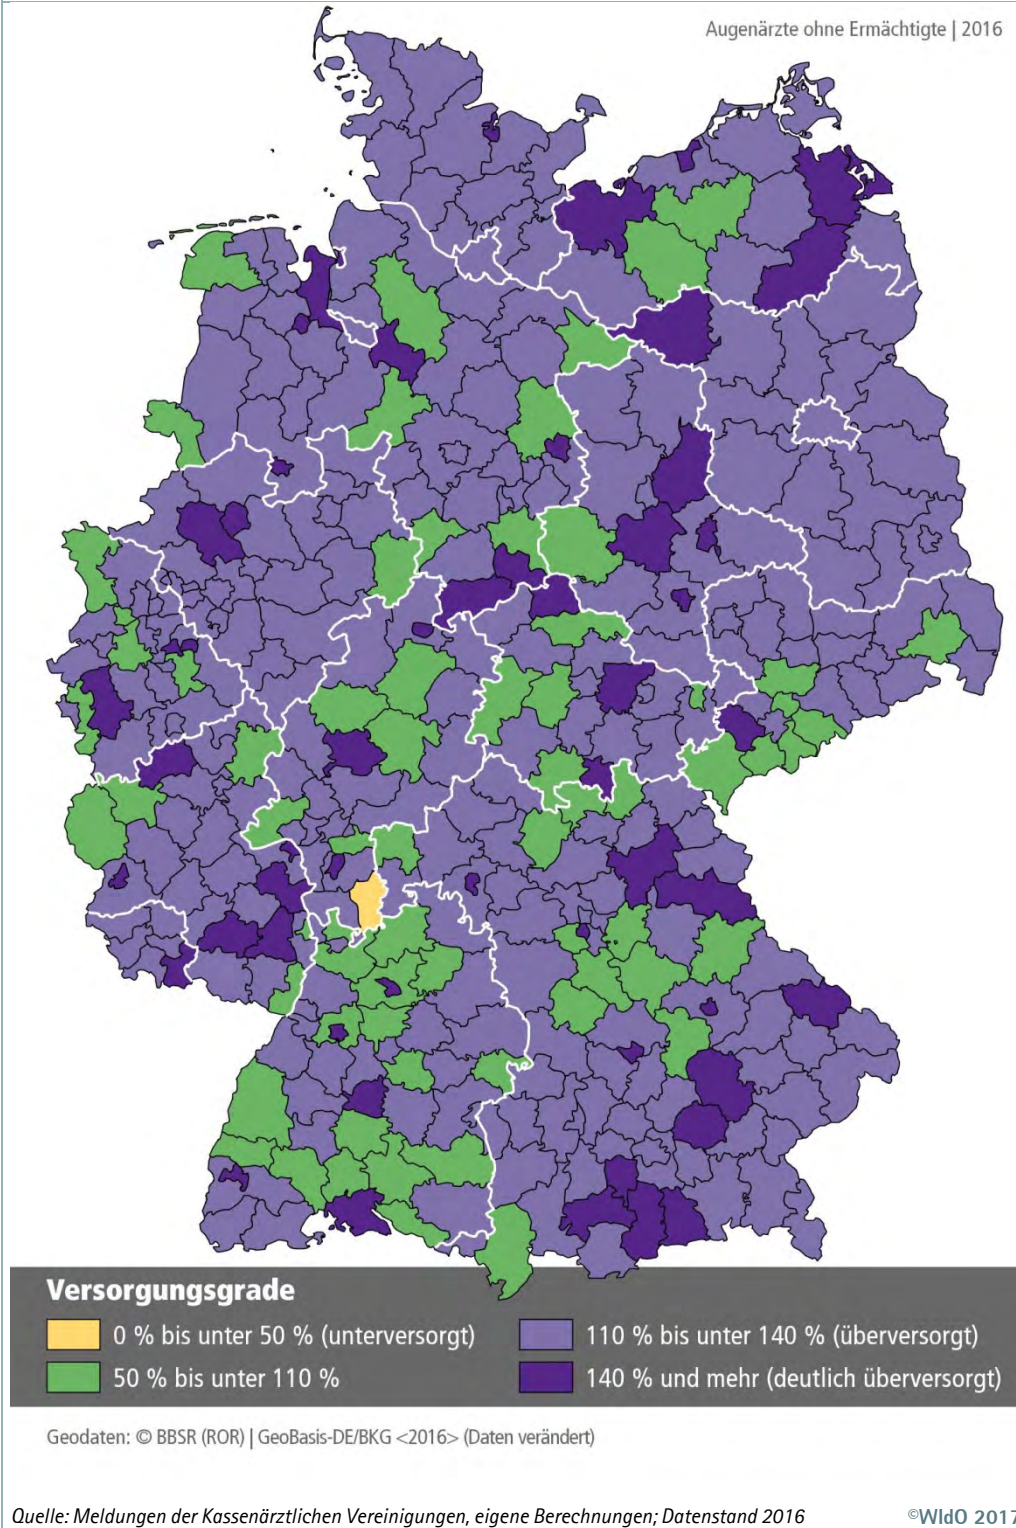 Augenärzte ohne Ermächtigte | 2016
Versorgungsgrade
0 % bis unter 50 % (unterversorgt)
110 % bis unter 140 % (überversorgt)
50 % bis unter 110 %
140 % und mehr (deutlich überversorgt)
Geodaten: © BBSR (ROR) | GeoBasis-DE/BKG <2016> (Daten verändert)
Quelle: Meldungen der Kassenärztlichen Vereinigungen, eigene Berechnungen; Datenstand 2016
©WIdO 2017